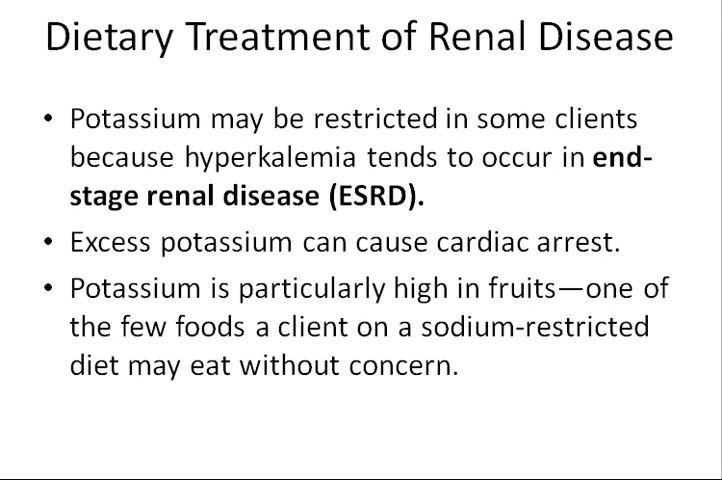 Dietary Treatment of Renal Disease
• Potassium may be restricted in some clients
because hyperkalemia tends to occur in end-
stage renal disease (ESRD).
• Excess potassium can cause cardiac arrest.
• Potassium is particularly high in fruits—one of
the few foods a client on a sodium-restricted
diet may eat without concern.